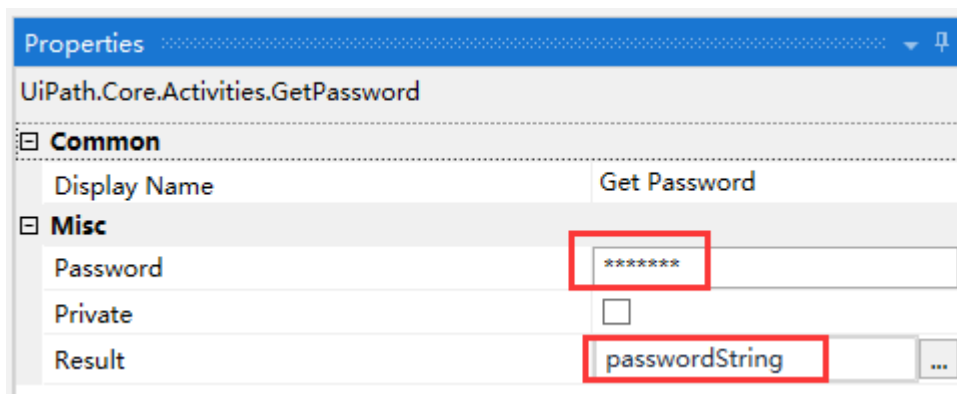 Properties
UiPath.Core.Activities.GetPassword
Common
Display Name Get Password
Misc
Password *******
Private
Result passwordString ...